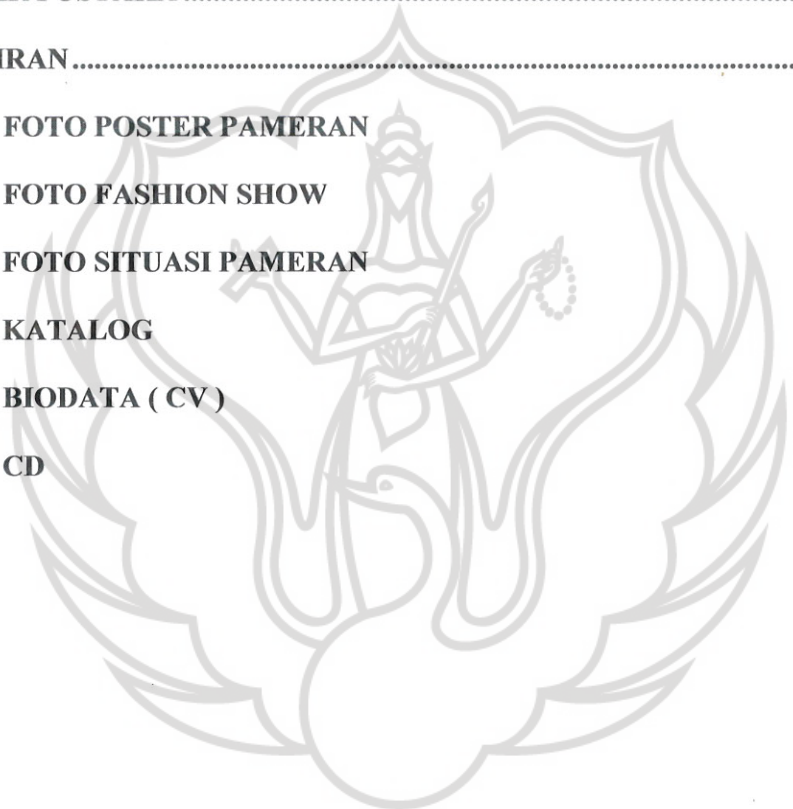 IRAN........................................................................................
FOTO POSTER PAMERAN
FOTO FASHION SHOW
FOTO SITUASI PAMERAN
KATALOG
BIODATA ( CV )
CD